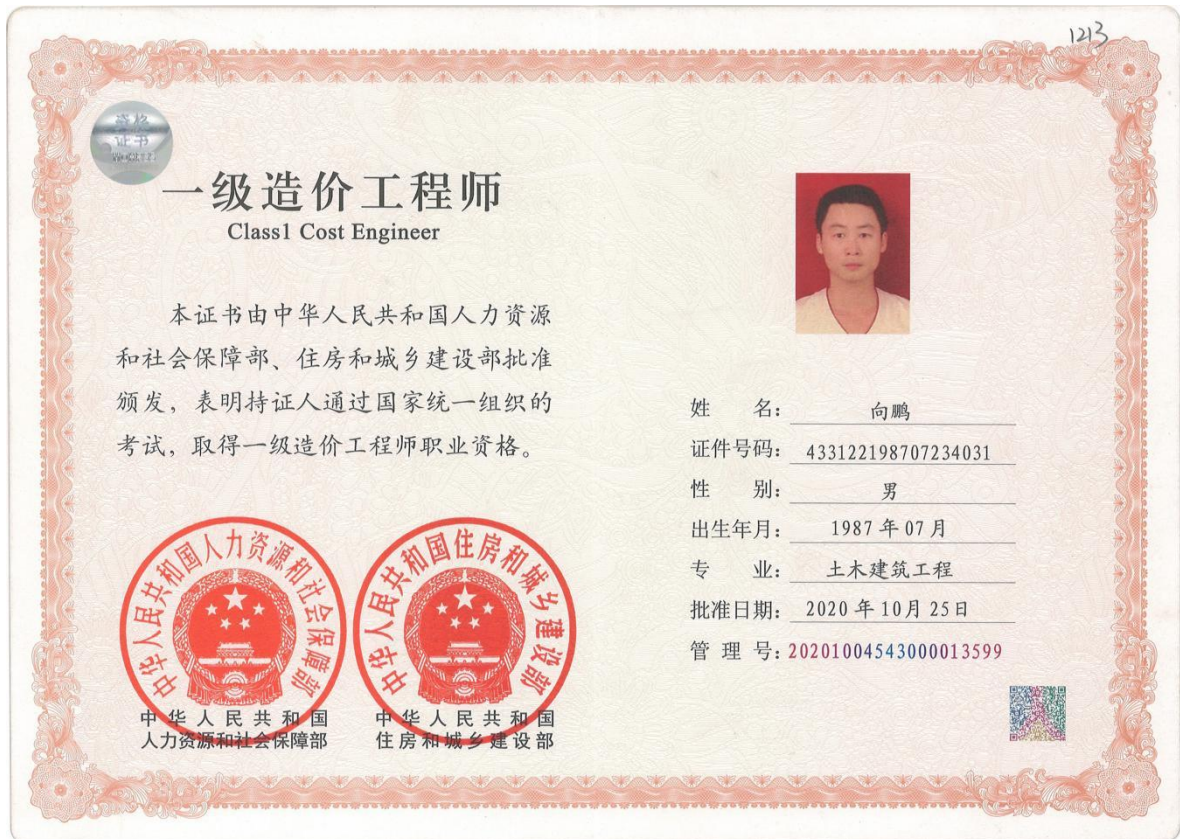 1213
资格
证书
一级造价工程师
Class1 Cost Engineer
本证书由中华人民共和国人力资源
和社会保障部、住房和城乡建设部批准
颁发，表明持证人通过国家统一组织的
考试，取得一级造价工程师职业资格。
姓 名： 向鹏
证件号码： 433122198707234031
性 别： 男
出生年月： 1987 年 07 月
专 业： 土木建筑工程
批准日期： 2020 年 10 月 25 日
管 理 号：20201004543000013599
中华人民共和国人力资源和社会保障部
中华人民共和国住房和城乡建设部
中华人民共和国
人力资源和社会保障部
中华人民共和国
住房和城乡建设部